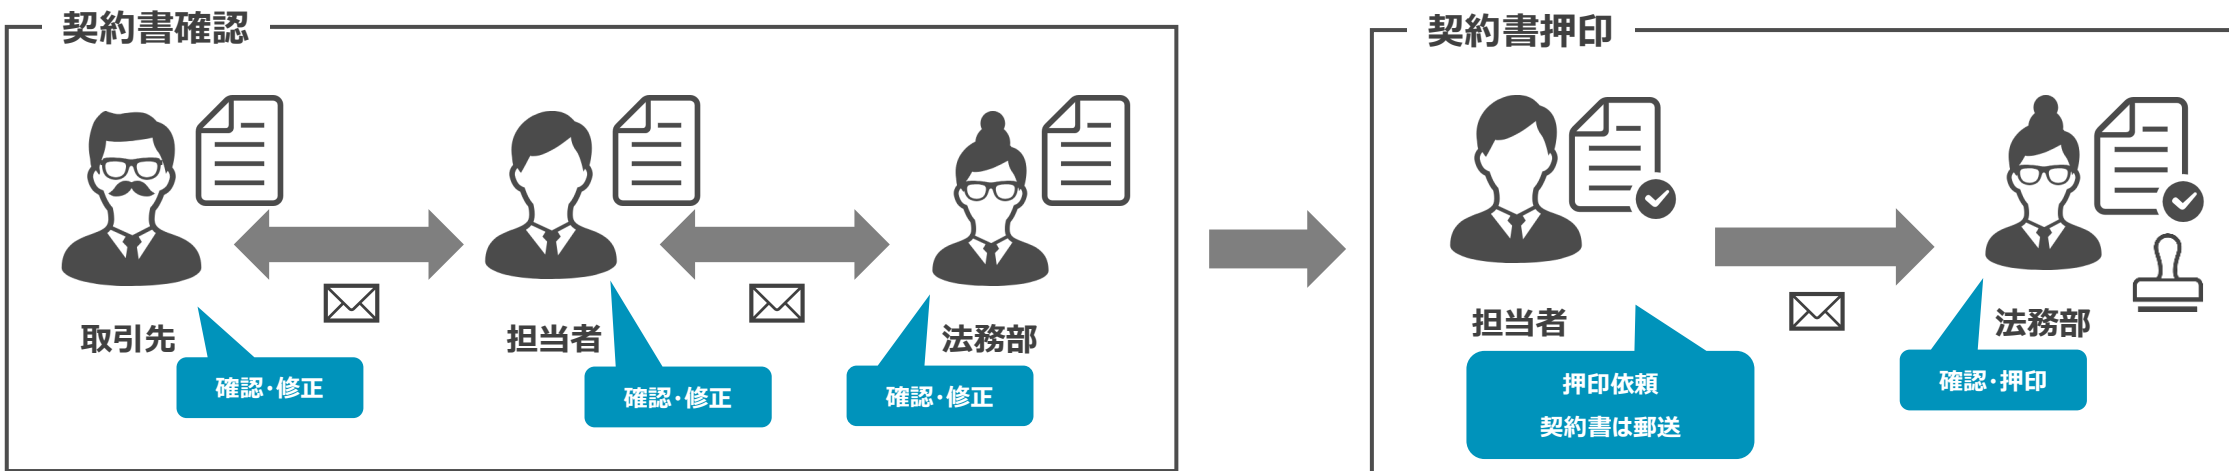 契約書確認
契約書押印
取引先
担当者
法務部
確認・修正
確認・修正
確認・修正
担当者
法務部
押印依頼
契約書は郵送
確認・押印